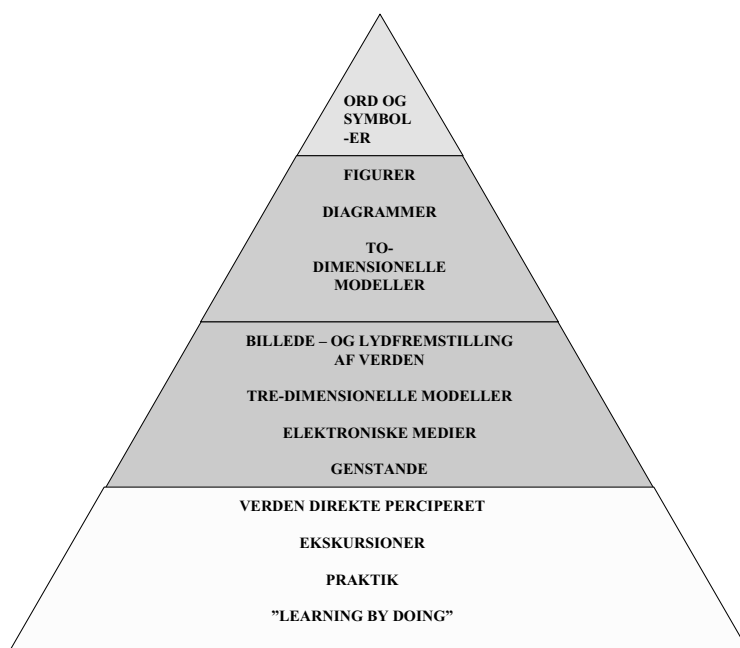 ORD OG
SYMBOL
-ER
FIGURER
DIAGRAMMER
TO-
DIMENSIONELLE
MODELLER
BILLEDE – OG LYDFREMSTILLING
AF VERDEN
TRE-DIMENSIONELLE MODELLER
ELEKTRONISKE MEDIER
GENSTANDE
VERDEN DIREKTE PERCIPERET
EKSKURSIONER
PRAKTIK
”LEARNING BY DOING”